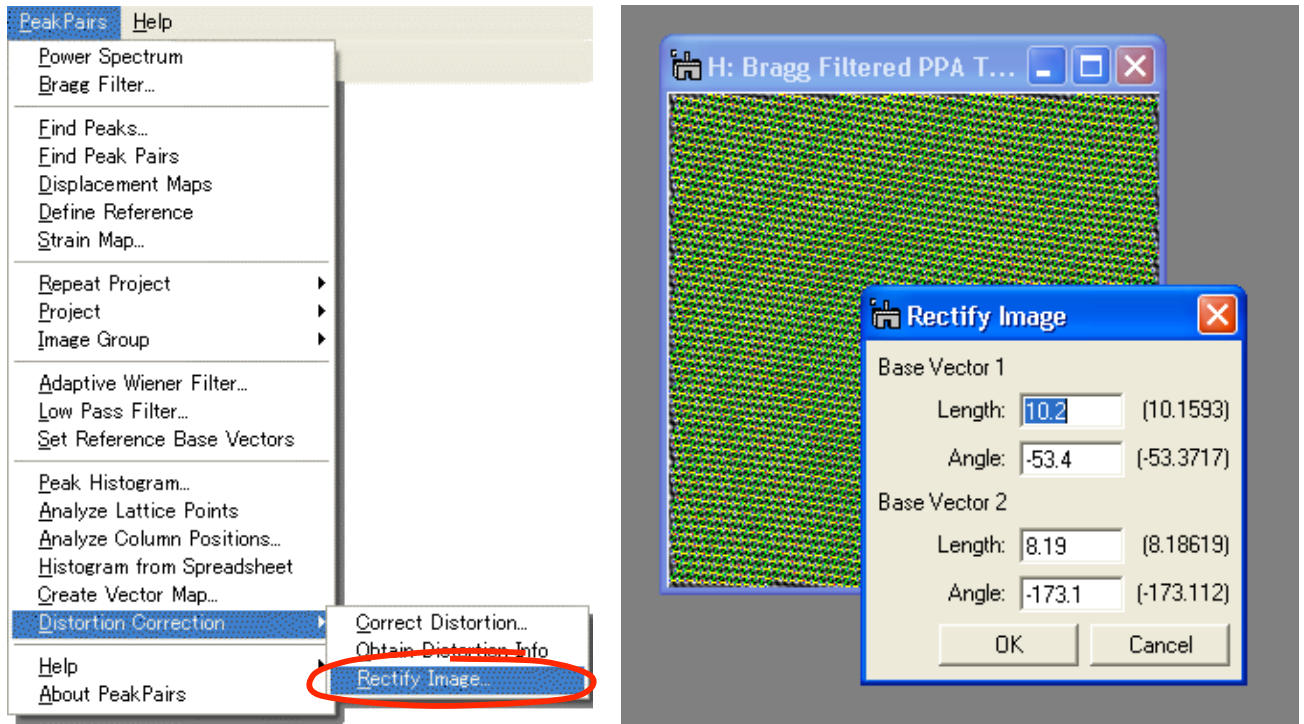 PeakPairs Help
Power Spectrum
Bragg Filter...
Find Peaks...
Find Peak Pairs
Displacement Maps
Define Reference
Strain Map...
Repeat Project
Project
Image Group
Adaptive Wiener Filter...
Low Pass Filter...
Set Reference Base Vectors
Peak Histogram...
Analyze Lattice Points
Analyze Column Positions...
Histogram from Spreadsheet
Create Vector Map...
Distortion Correction
Help
About PeakPairs
Correct Distortion...
Obtain Distortion Info
Rectify Image...
H: Bragg Filtered PPA T...
Rectify Image
Base Vector 1
Length: 10.2 (10.1593)
Angle: -53.4 (-53.3717)
Base Vector 2
Length: 8.19 (8.18619)
Angle: -173.1 (-173.112)
OK Cancel